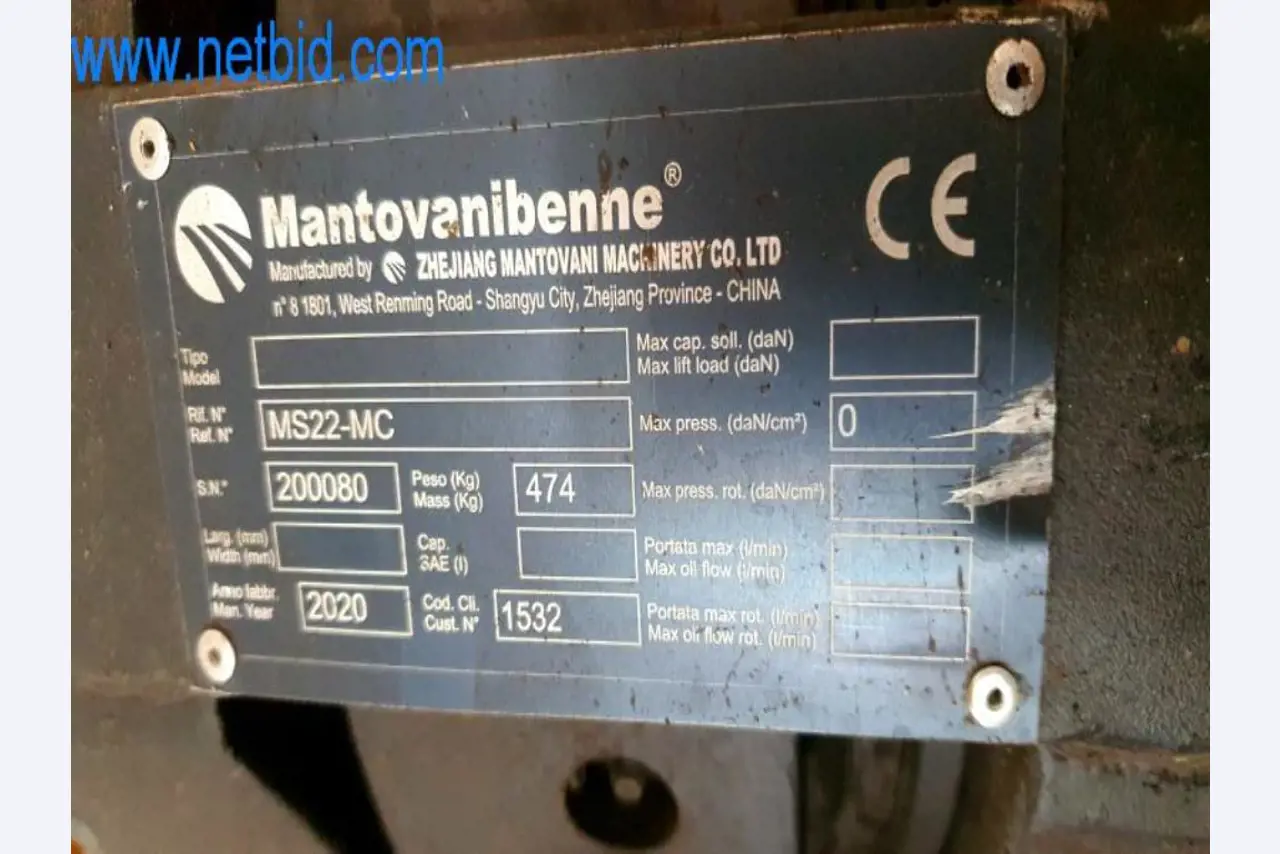 www.netbid.com
Mantovanibenne®
CE
Manufactured by ZHEJIANG MANTOVANI MACHINERY CO. LTD
n° 8 1801, West Renming Road - Shangyu City, Zhejiang Province - CHINA
Tipo
Model
Max cap. soll. (daN)
Max lift load (daN)
Rif. N°
Ref. N°
MS22-MC
Max press. (daN/cm²)
0
S.N.°
200080
Peso (Kg)
Mass (Kg)
474
Max press. rot. (daN/cm²)
Larg. (mm)
Width (mm)
Cap.
SAE (l)
Portata max (l/min)
Max oil flow (l/min)
Anno fabbr.
Man. Year
2020
Cod. Cli.
Cust. N°
1532
Portata max rot. (l/min)
Max oil flow rot. (l/min)